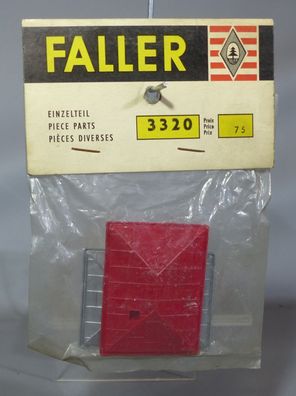 FALLER
EINZELTEIL
PIECE PARTS
PIÈCES DIVERSES
3320
Preis
Price
Prix
75